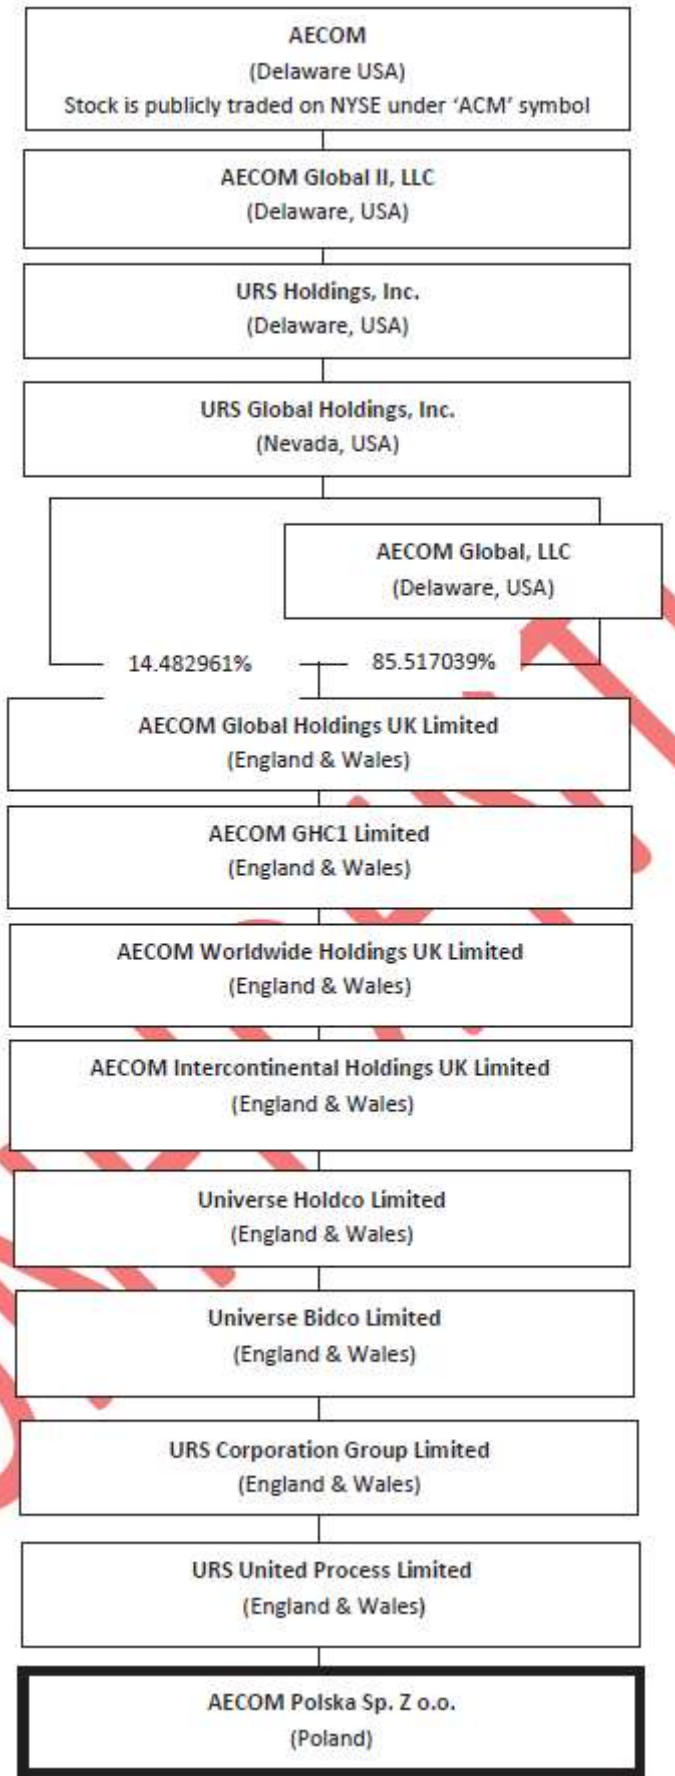 AECOM
(Delaware USA)
Stock is publicly traded on NYSE under ‘ACM’ symbol
AECOM Global II, LLC
(Delaware, USA)
URS Holdings, Inc.
(Delaware, USA)
URS Global Holdings, Inc.
(Nevada, USA)
AECOM Global, LLC
(Delaware, USA)
14.482961%
85.517039%
AECOM Global Holdings UK Limited
(England & Wales)
AECOM GHC1 Limited
(England & Wales)
AECOM Worldwide Holdings UK Limited
(England & Wales)
AECOM Intercontinental Holdings UK Limited
(England & Wales)
Universe Holdco Limited
(England & Wales)
Universe Bidco Limited
(England & Wales)
URS Corporation Group Limited
(England & Wales)
URS United Process Limited
(England & Wales)
AECOM Polska Sp. Z o.o.
(Poland)